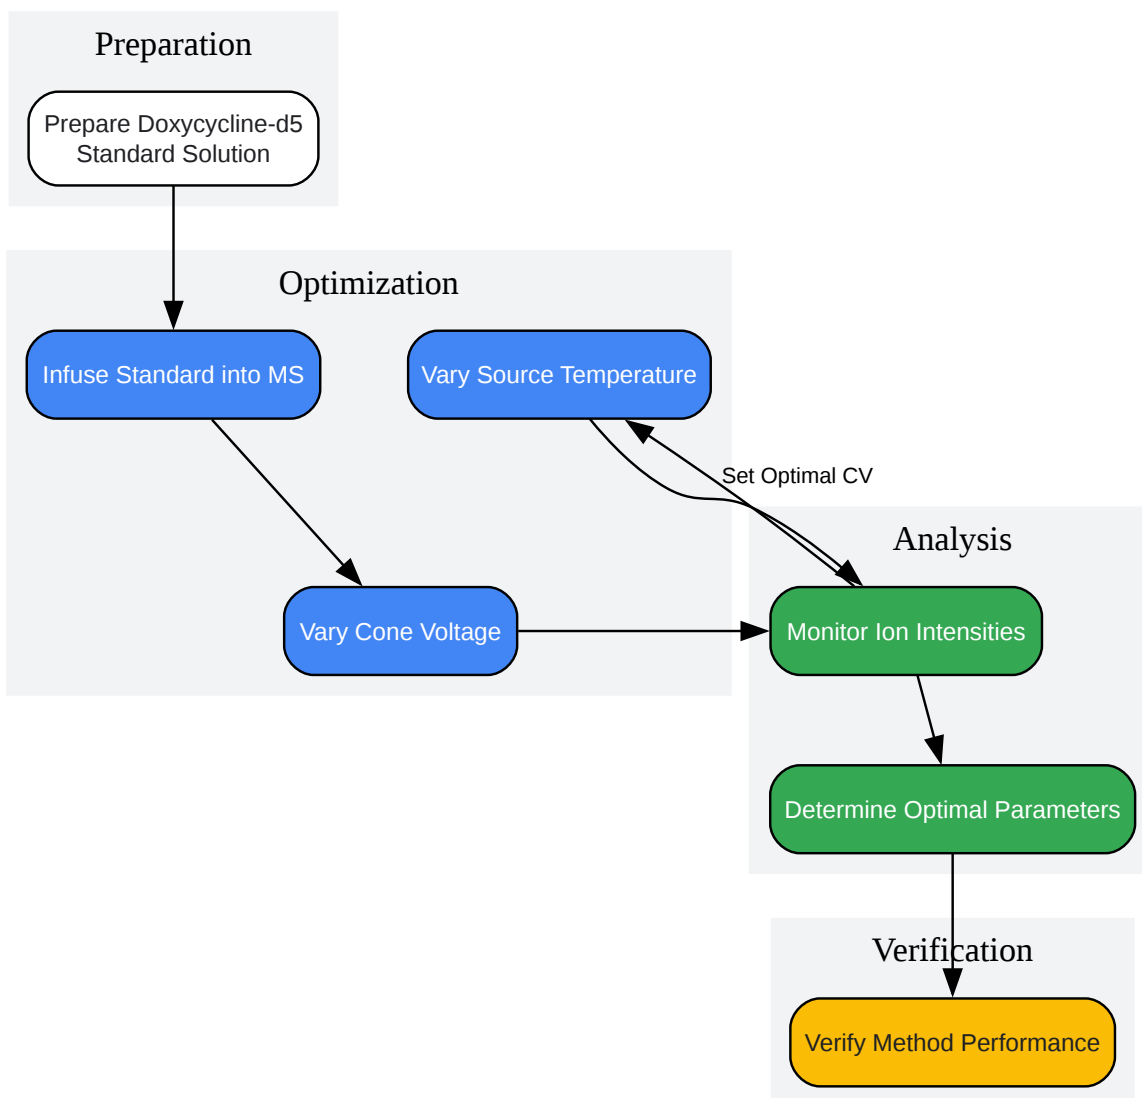 Preparation
Prepare Doxycycline-d5
Standard Solution
Optimization
Infuse Standard into MS
Vary Source Temperature
Set Optimal CV
Analysis
Vary Cone Voltage
Monitor Ion Intensities
Determine Optimal Parameters
Verification
Verify Method Performance